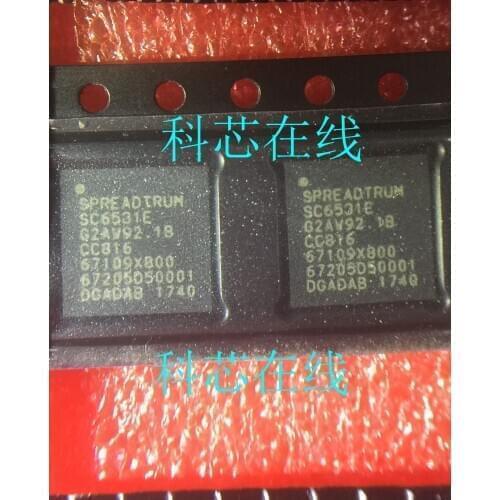 科芯在线
SPREADTRUM
SC6531E
G2AW92.1B
CC816
67109X800
67205D50001
DGADAB 1740
SPREADTRUM
SC6531E
G2AW92.1B
CC816
67109X800
67205D50001
DGADAB 1740
科芯在线